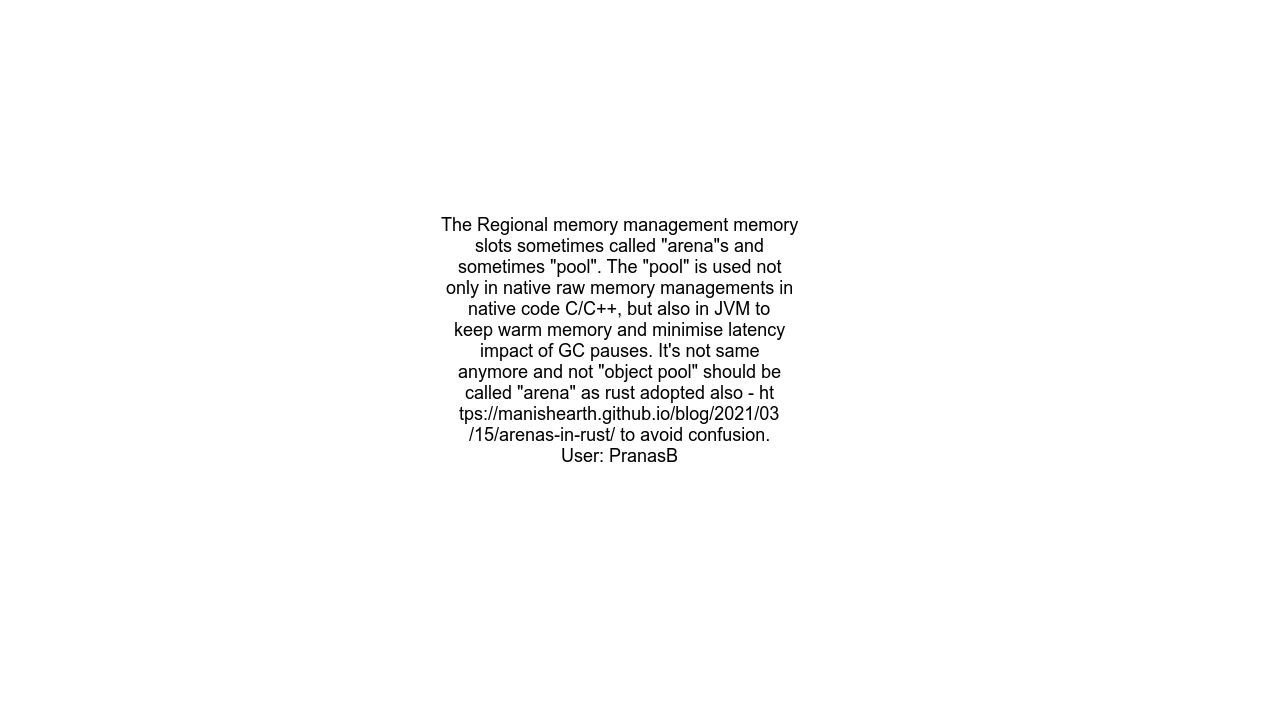 The Regional memory management memory
slots sometimes called "arena"s and
sometimes "pool". The "pool" is used not
only in native raw memory managements in
native code C/C++, but also in JVM to
keep warm memory and minimise latency
impact of GC pauses. It's not same
anymore and not "object pool" should be
called "arena" as rust adopted also - ht
tps://manishearth.github.io/blog/2021/03
/15/arenas-in-rust/ to avoid confusion.
User: PranasB